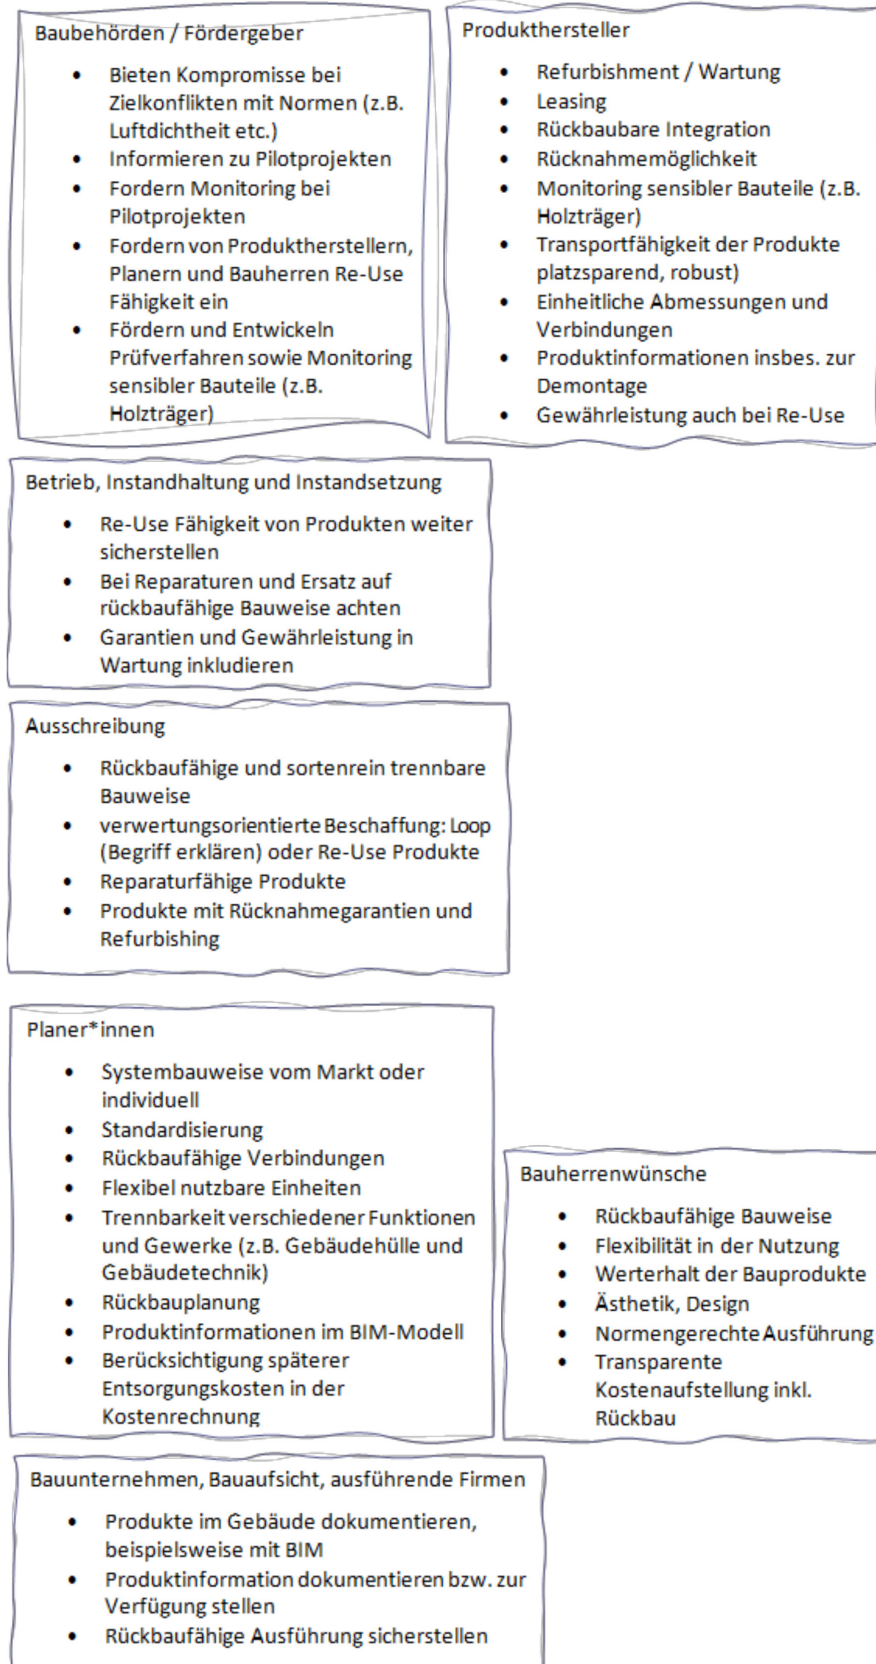 Baubehörden / Fördergeber
• Bieten Kompromisse bei
Zielkonflikten mit Normen (z.B.
Luftdichtheit etc.)
• Informieren zu Pilotprojekten
• Fordern Monitoring bei
Pilotprojekten
• Fordern von Produktherstellern,
Planern und Bauherren Re-Use
Fähigkeit ein
• Fördern und Entwickeln
Prüfverfahren sowie Monitoring
sensibler Bauteile (z.B.
Holzträger)
Produkthersteller
• Refurbishment / Wartung
• Leasing
• Rückbaubare Integration
• Rücknahmemöglichkeit
• Monitoring sensibler Bauteile (z.B.
Holzträger)
• Transportfähigkeit der Produkte
platzsparend, robust)
• Einheitliche Abmessungen und
Verbindungen
• Produktinformationen insbes. zur
Demontage
• Gewährleistung auch bei Re-Use
Betrieb, Instandhaltung und Instandsetzung
• Re-Use Fähigkeit von Produkten weiter
sicherstellen
• Bei Reparaturen und Ersatz auf
rückbaufähige Bauweise achten
• Garantien und Gewährleistung in
Wartung inkludieren
Ausschreibung
• Rückbaufähige und sortenrein trennbare
Bauweise
• verwertungsorientierte Beschaffung: Loop
(Begriff erklären) oder Re-Use Produkte
• Reparaturfähige Produkte
• Produkte mit Rücknahmegarantien und
Refurbishing
Planer*innen
• Systembauweise vom Markt oder
individuell
• Standardisierung
• Rückbaufähige Verbindungen
• Flexibel nutzbare Einheiten
• Trennbarkeit verschiedener Funktionen
und Gewerke (z.B. Gebäudehülle und
Gebäudetechnik)
• Rückbauplanung
• Produktinformationen im BIM-Modell
• Berücksichtigung späterer
Entsorgungskosten in der
Kostenrechnung
Bauherrenwünsche
• Rückbaufähige Bauweise
• Flexibilität in der Nutzung
• Werterhalt der Bauprodukte
• Ästhetik, Design
• Normengerechte Ausführung
• Transparente
Kostenaufstellung inkl.
Rückbau
Bauunternehmen, Bauaufsicht, ausführende Firmen
• Produkte im Gebäude dokumentieren,
beispielsweise mit BIM
• Produktinformation dokumentieren bzw. zur
Verfügung stellen
• Rückbaufähige Ausführung sicherstellen